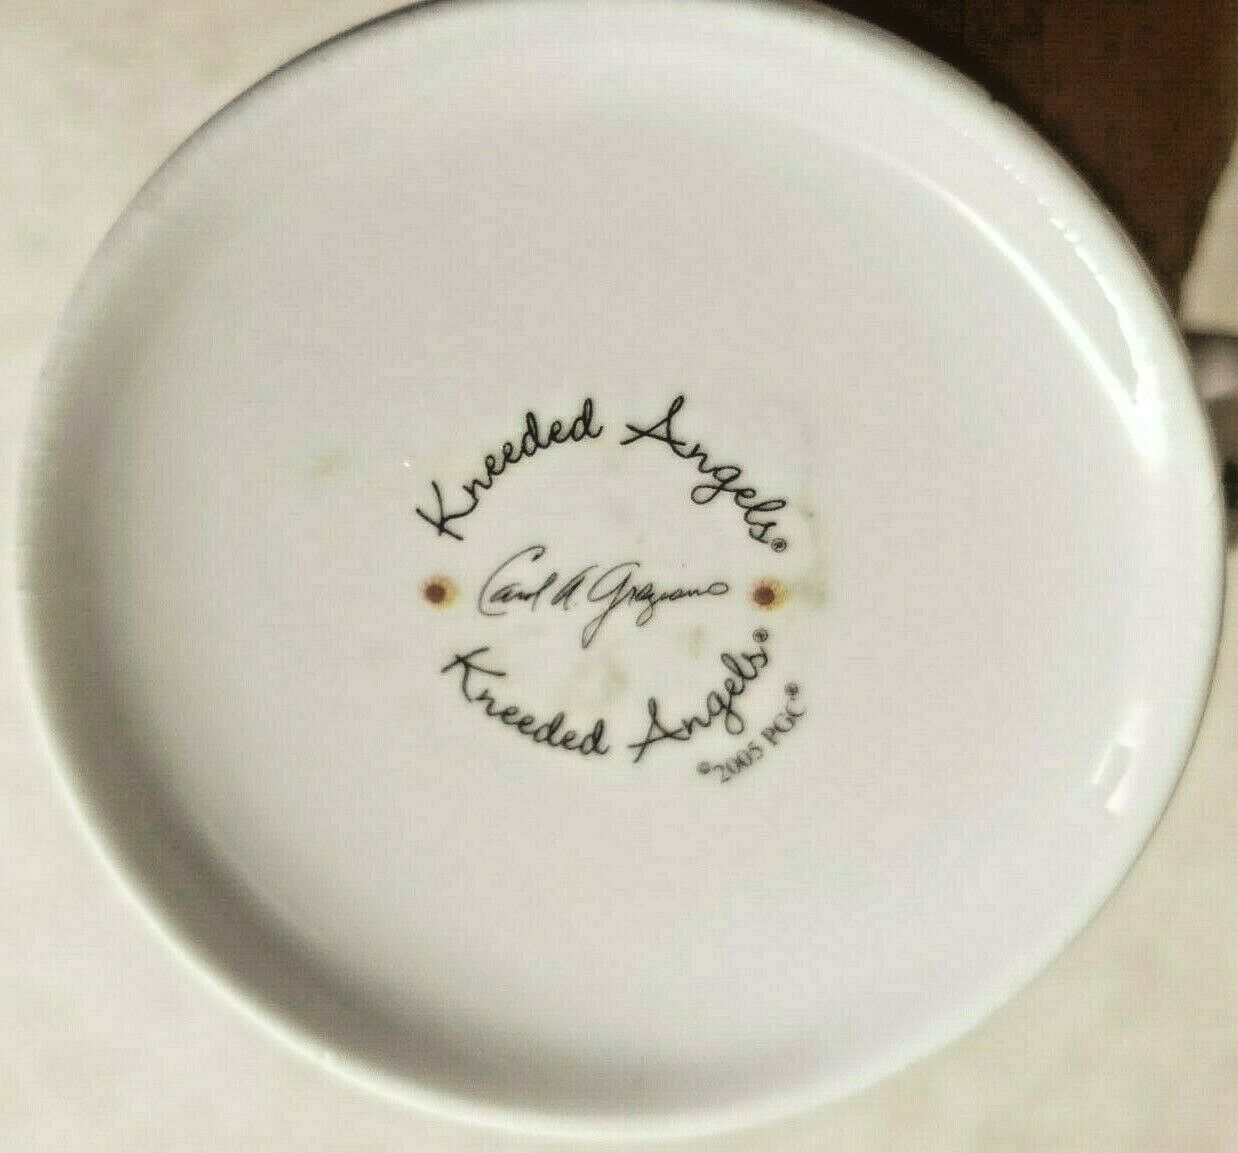 Kneeded Angels®
Carol A. Graziano
Kneeded Angels®
©2005 PGC®